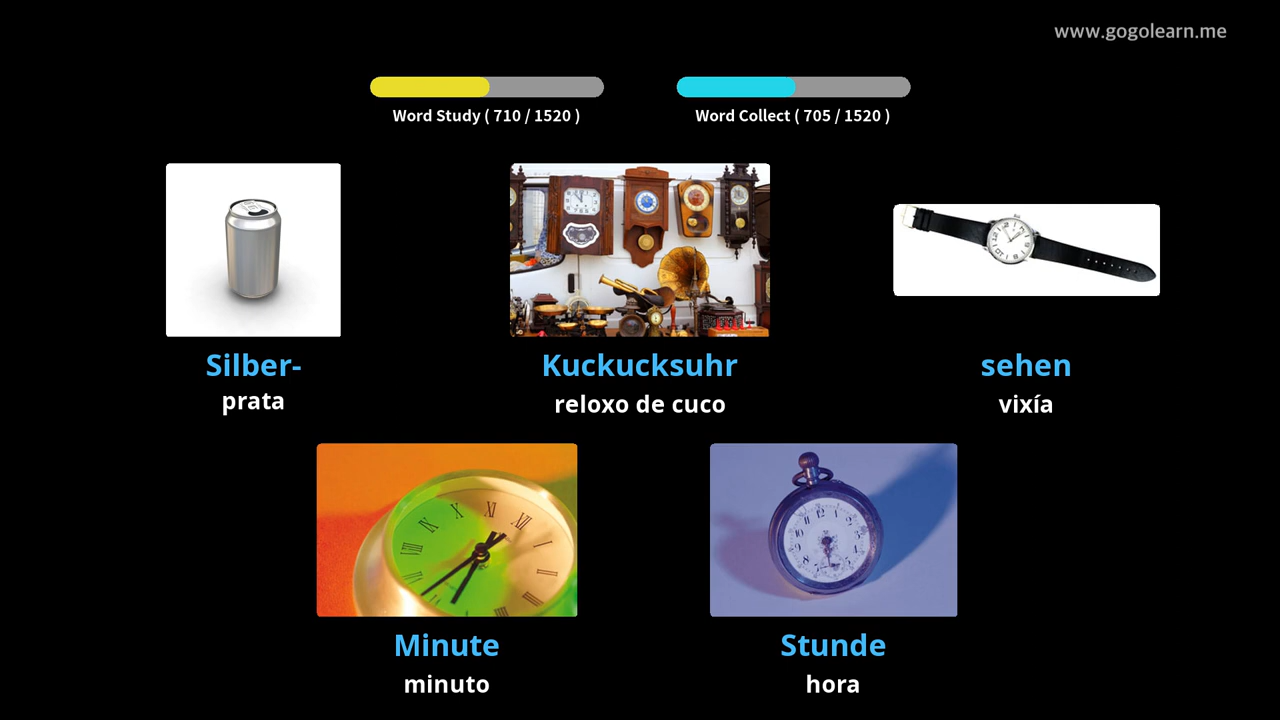 www.gogolearn.me
Word Study ( 710 / 1520 )
Word Collect ( 705 / 1520 )
Silber-
prata
Kuckucksuhr
reloxo de cuco
sehen
vixía
Minute
minuto
Stunde
hora